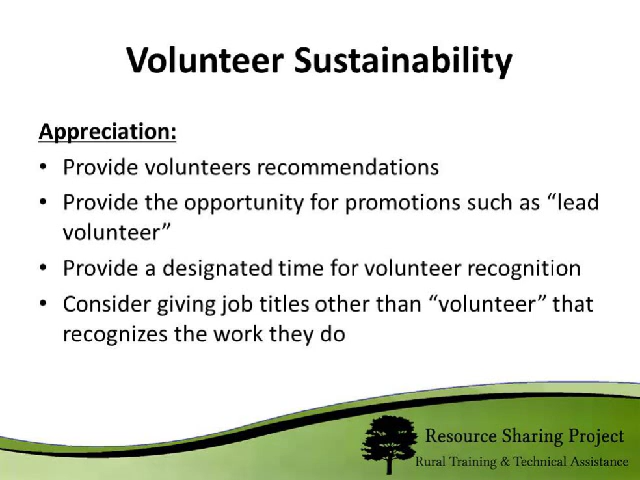 Volunteer Sustainability
Appreciation:
• Provide volunteers recommendations
• Provide the opportunity for promotions such as “lead
volunteer”
• Provide a designated time for volunteer recognition
• Consider giving job titles other than “volunteer” that
recognizes the work they do
Resource Sharing Project
Rural Training & Technical Assistance